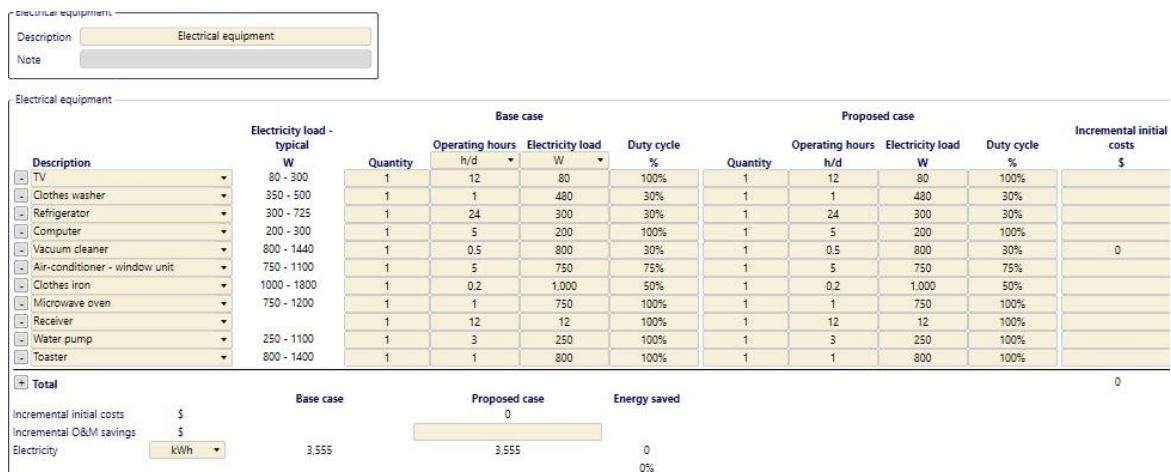 Electrical equipment
Description Electrical equipment
Note
Electrical equipment
Base case Proposed case
Electricity load - typical Operating hours Electricity load Duty cycle Operating hours Electricity load Duty cycle Incremental initial costs
Description W Quantity h/d W % Quantity h/d W % $
- TV 80 - 300 1 12 80 100% 1 12 80 100%
- Clothes washer 350 - 500 1 1 480 30% 1 1 480 30%
- Refrigerator 300 - 725 1 24 300 30% 1 24 300 30%
- Computer 200 - 300 1 5 200 100% 1 5 200 100%
- Vacuum cleaner 800 - 1440 1 0.5 800 30% 1 0.5 800 30% 0
- Air-conditioner - window unit 750 - 1100 1 5 750 75% 1 5 750 75%
- Clothes iron 1000 - 1800 1 0.2 1,000 50% 1 0.2 1,000 50%
- Microwave oven 750 - 1200 1 1 750 100% 1 1 750 100%
- Receiver 1 12 12 100% 1 12 12 100%
- Water pump 250 - 1100 1 3 250 100% 1 3 250 100%
- Toaster 800 - 1400 1 1 800 100% 1 1 800 100%
+ Total 0
Base case Proposed case Energy saved
Incremental initial costs $ 0
Incremental O&M savings $
Electricity kWh 3,555 3,555 0
0%